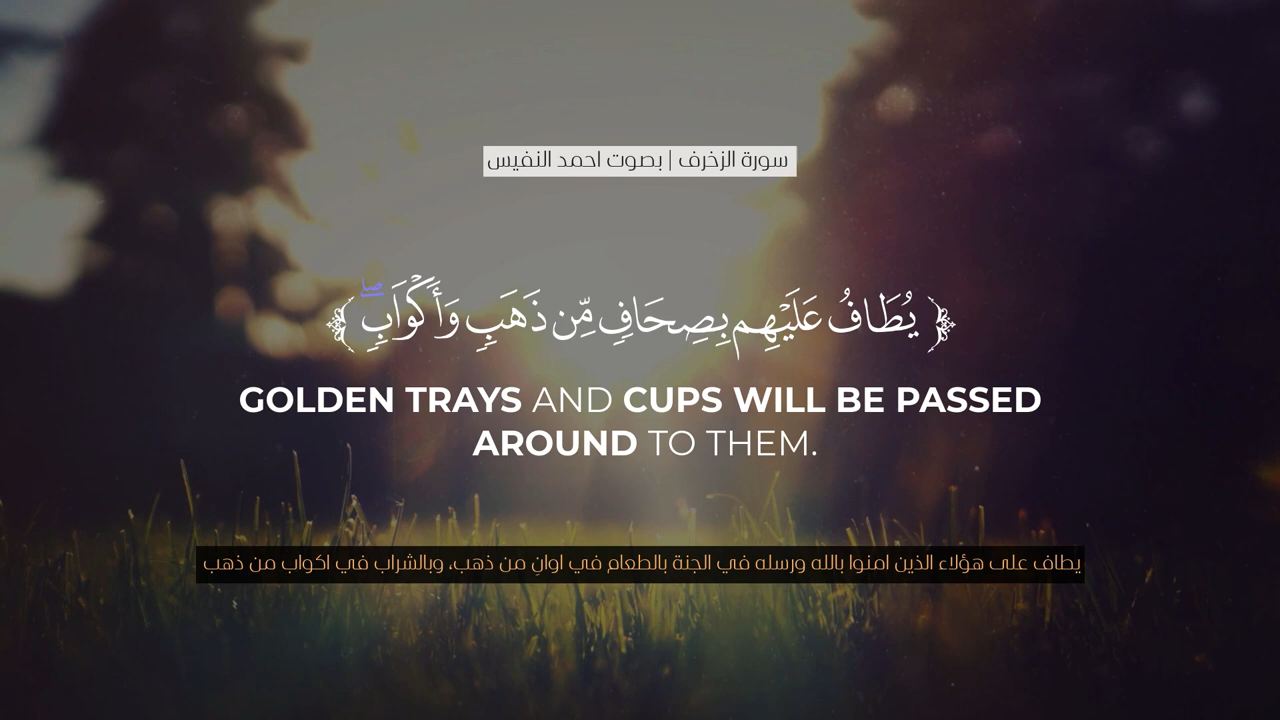 سورة الزخرف | بصوت احمد النفيس
﴿ يُطَافُ عَلَيْهِم بِصِحَافٍ مِّن ذَهَبٍ وَأَكْوَابٍ ۖ ﴾
GOLDEN TRAYS AND CUPS WILL BE PASSED
AROUND TO THEM.
يطاف على هؤلاء الذين امنوا بالله ورسله في الجنة بالطعام في اوانٍ من ذهب، وبالشراب في اكواب من ذهب